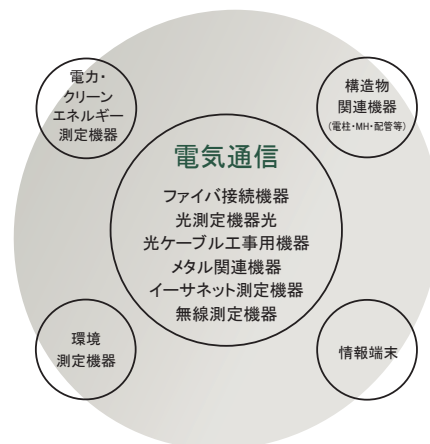 電力・
クリーン
エネルギー
測定機器
構造物
関連機器
(電柱・MH・配管等)
電気通信
ファイバ接続機器
光測定機器光
光ケーブル工事用機器
メタル関連機器
イーサネット測定機器
無線測定機器
環境
測定機器
情報端末